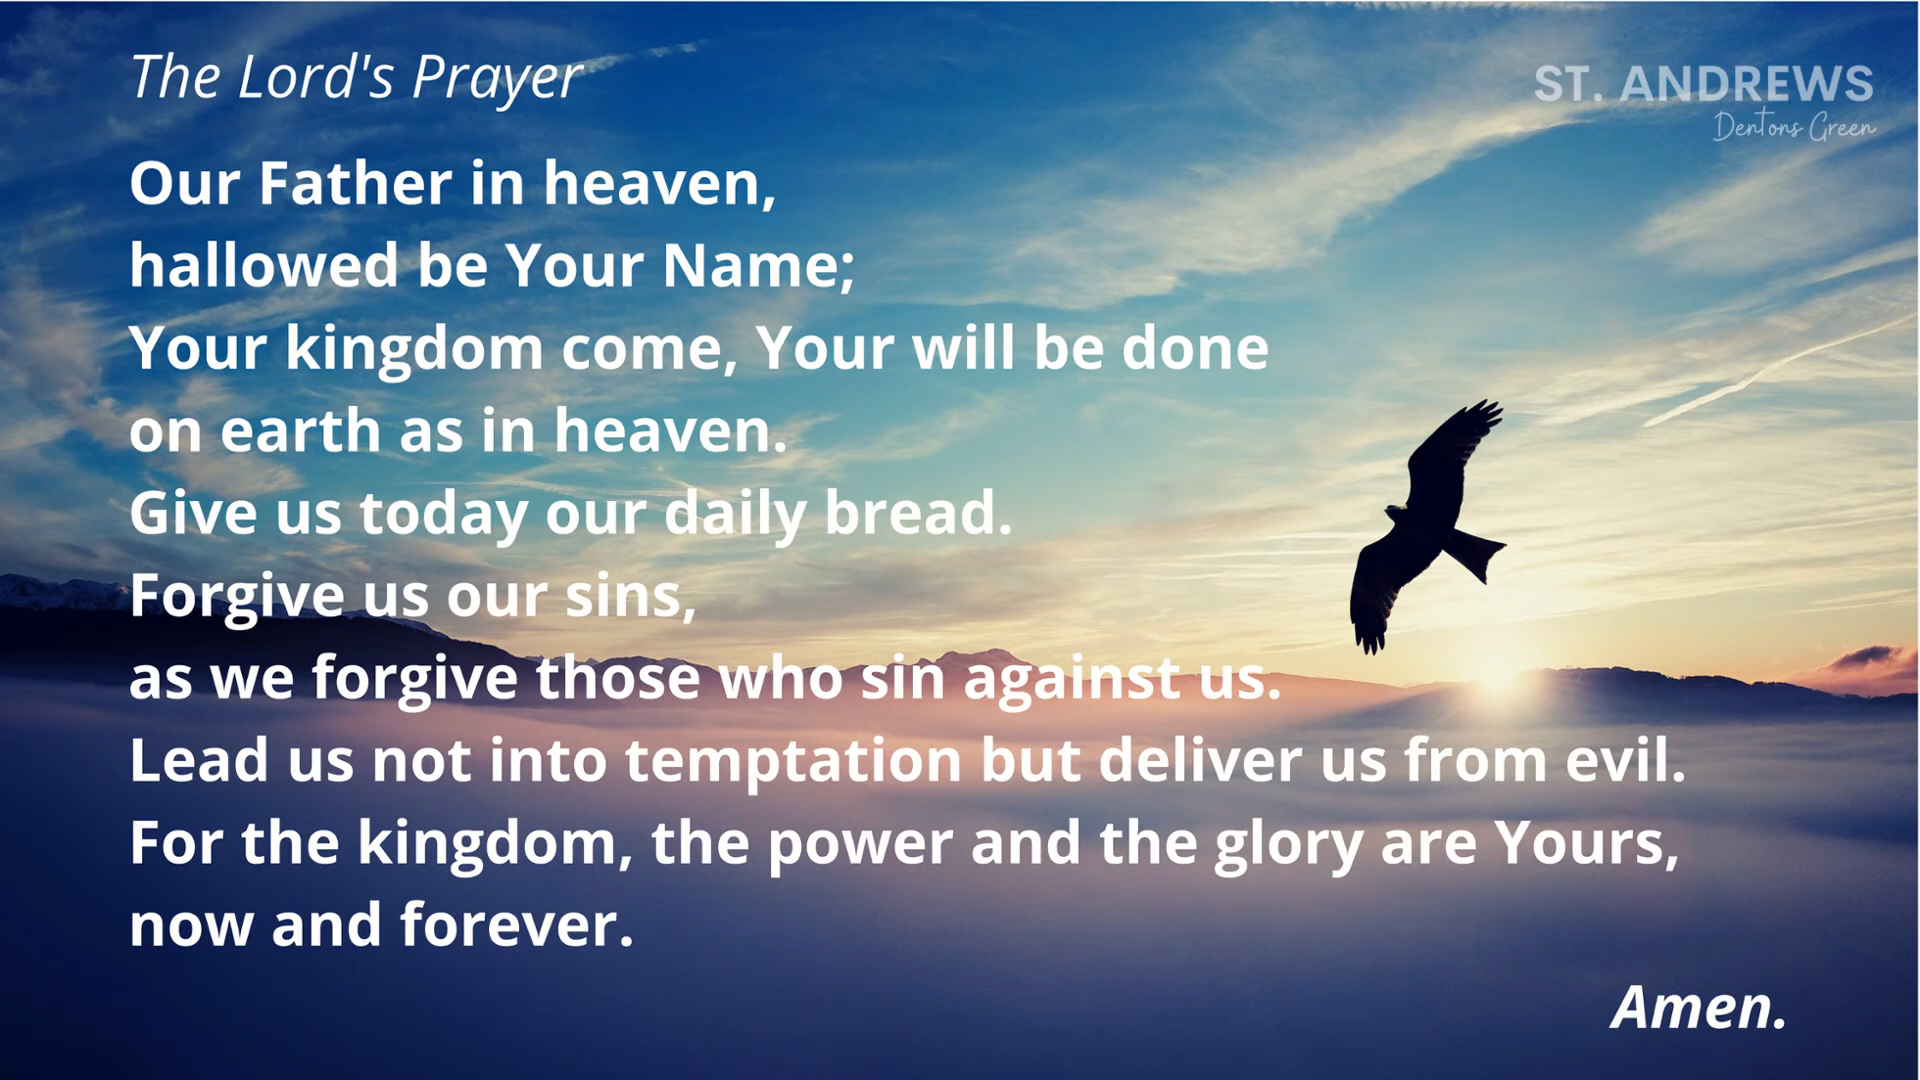 The Lord's Prayer
ST. ANDREWS
Dentons Green
Our Father in heaven,
hallowed be Your Name;
Your kingdom come, Your will be done
on earth as in heaven.
Give us today our daily bread.
Forgive us our sins,
as we forgive those who sin against us.
Lead us not into temptation but deliver us from evil.
For the kingdom, the power and the glory are Yours,
now and forever.
Amen.